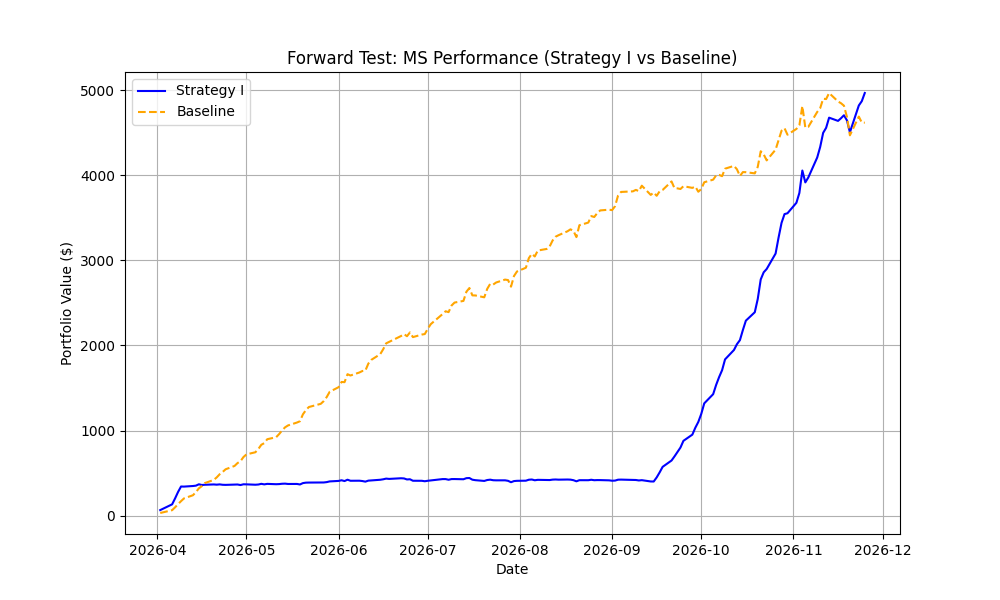 Forward Test: MS Performance (Strategy I vs Baseline)
Strategy I
Baseline
Portfolio Value ($)
5000
4000
3000
2000
1000
0
2026-04 2026-05 2026-06 2026-07 2026-08 2026-09 2026-10 2026-11 2026-12
Date